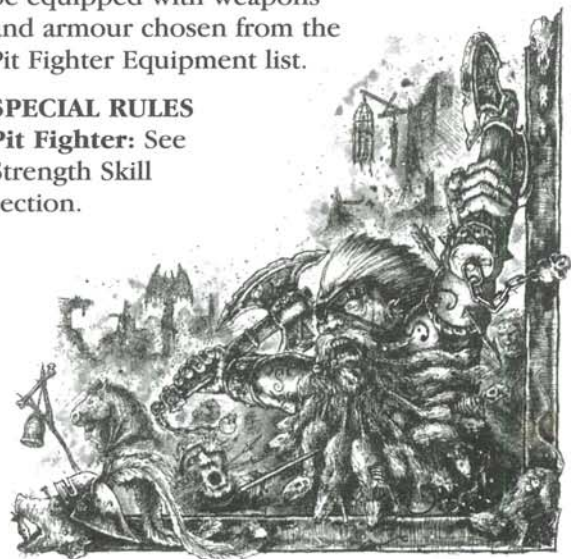 be equipped with weapons
and armour chosen from the
Pit Fighter Equipment list.
SPECIAL RULES
Pit Fighter: See
Strength Skill
section.